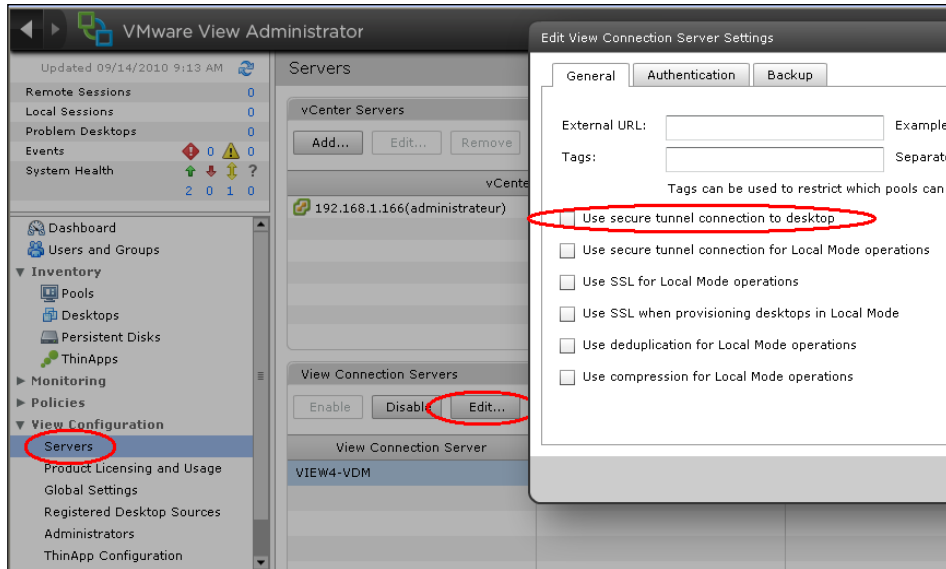 VMware View Administrator
Updated 09/14/2010 9:13 AM
Remote Sessions 0
Local Sessions 0
Problem Desktops 0
Events 0 0
System Health ?
2 0 1 0
Dashboard
Users and Groups
Inventory
Pools
Desktops
Persistent Disks
ThinApps
Monitoring
Policies
View Configuration
Servers
Product Licensing and Usage
Global Settings
Registered Desktop Sources
Administrators
ThinApp Configuration
Servers
vCenter Servers
Add... Edit... Remove
vCente
192.168.1.166(administrateur)
View Connection Servers
Enable Disable Edit...
View Connection Server
VIEW4-VDM
Edit View Connection Server Settings
General Authentication Backup
External URL: Example
Tags: Separate
Tags can be used to restrict which pools can
Use secure tunnel connection to desktop
Use secure tunnel connection for Local Mode operations
Use SSL for Local Mode operations
Use SSL when provisioning desktops in Local Mode
Use deduplication for Local Mode operations
Use compression for Local Mode operations